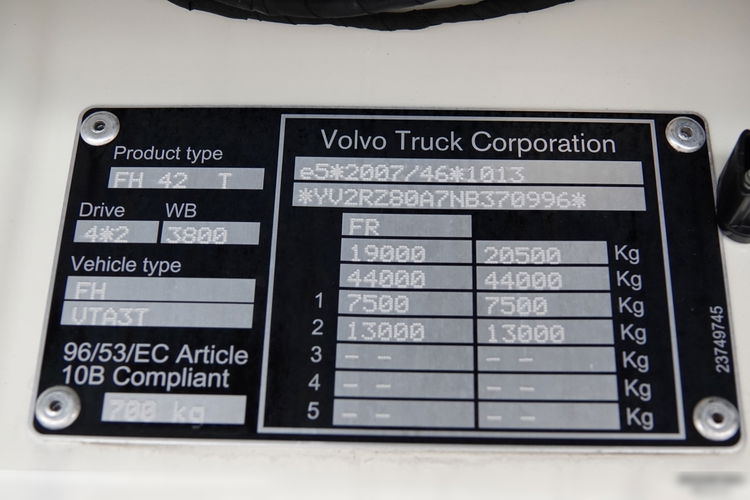 Product type
FH 42 T
Drive WB
4*2 3800
Vehicle type
FH
VTA3T
96/53/EC Article
10B Compliant
700 kg
Volvo Truck Corporation
e5*2007/46*1013
*YV2RZ80A7NB370996*
FR
19000 20500 Kg
44000 44000 Kg
1 7500 7500 Kg
2 13000 13000 Kg
3 -- -- Kg
4 -- -- Kg
5 -- -- Kg
23749745